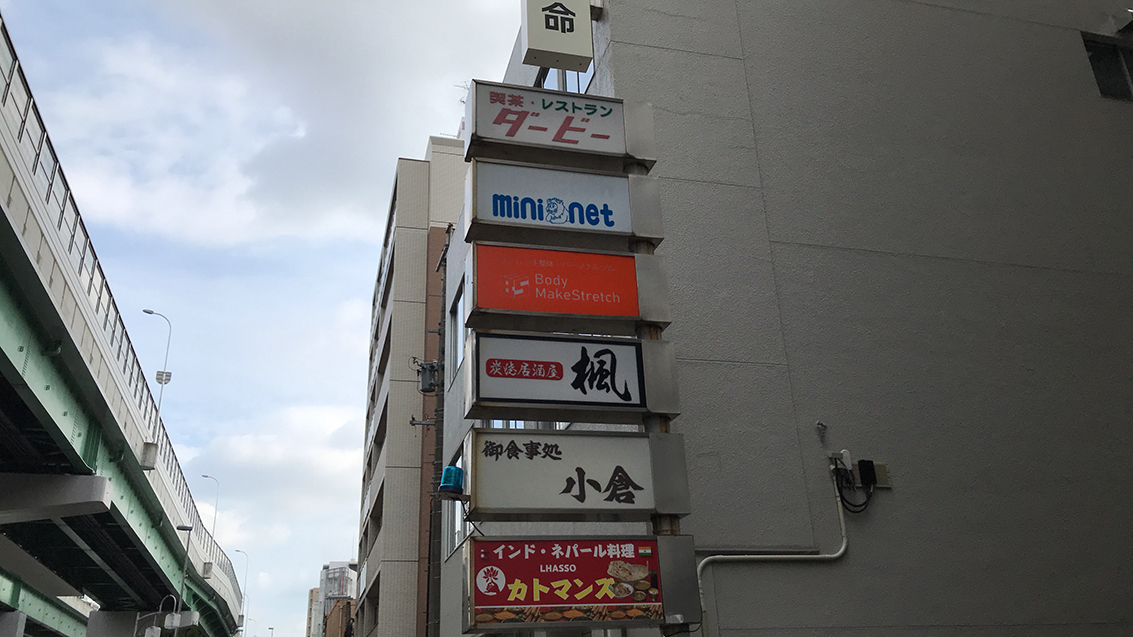 命
喫茶・レストラン
ダービー
mini net
Body
MakeStretch
炭焼居酒屋
楓
御食事処
小倉
インド・ネパール料理
LHASSO
カトマンズ